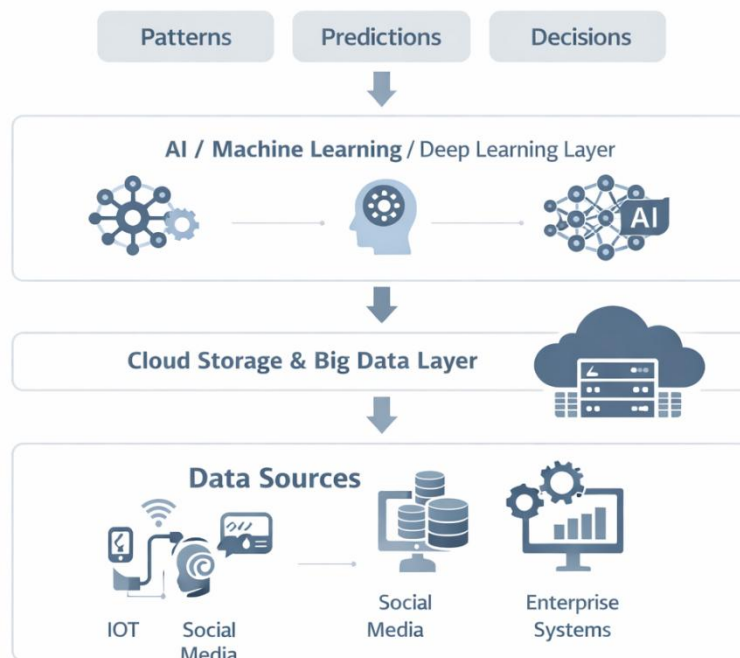 Patterns
Predictions
Decisions
AI / Machine Learning / Deep Learning Layer
AI
Cloud Storage & Big Data Layer
Data Sources
IOT
Social
Media
Social
Media
Enterprise
Systems